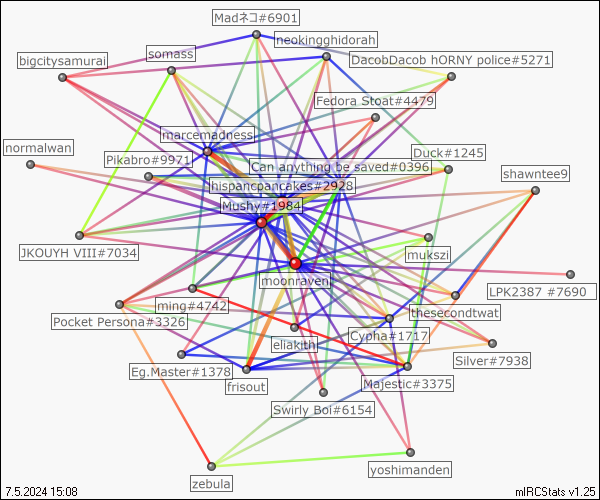 Madネコ#6901
neokingghidorah
somass
bigcitysamurai
DacobDacob hORNY police#5271
Fedora Stoat#4479
marcemadness
normalwan
Pikabro#9971
Duck#1245
Can anything be saved#0396
shawntee9
hispancpancakes#2928
Mushy#1984
JKOUYH VIII#7034
mukszi
moonraven
LPK2387 #7690
ming#4742
thesecondtwat
Pocket Persona#3326
Cypha#1717
eliakith
Silver#7938
Eg.Master#1378
frisout
Majestic#3375
Swirly Boi#6154
yoshimanden
zebula
7.5.2024 15:08
mIRCStats v1.25